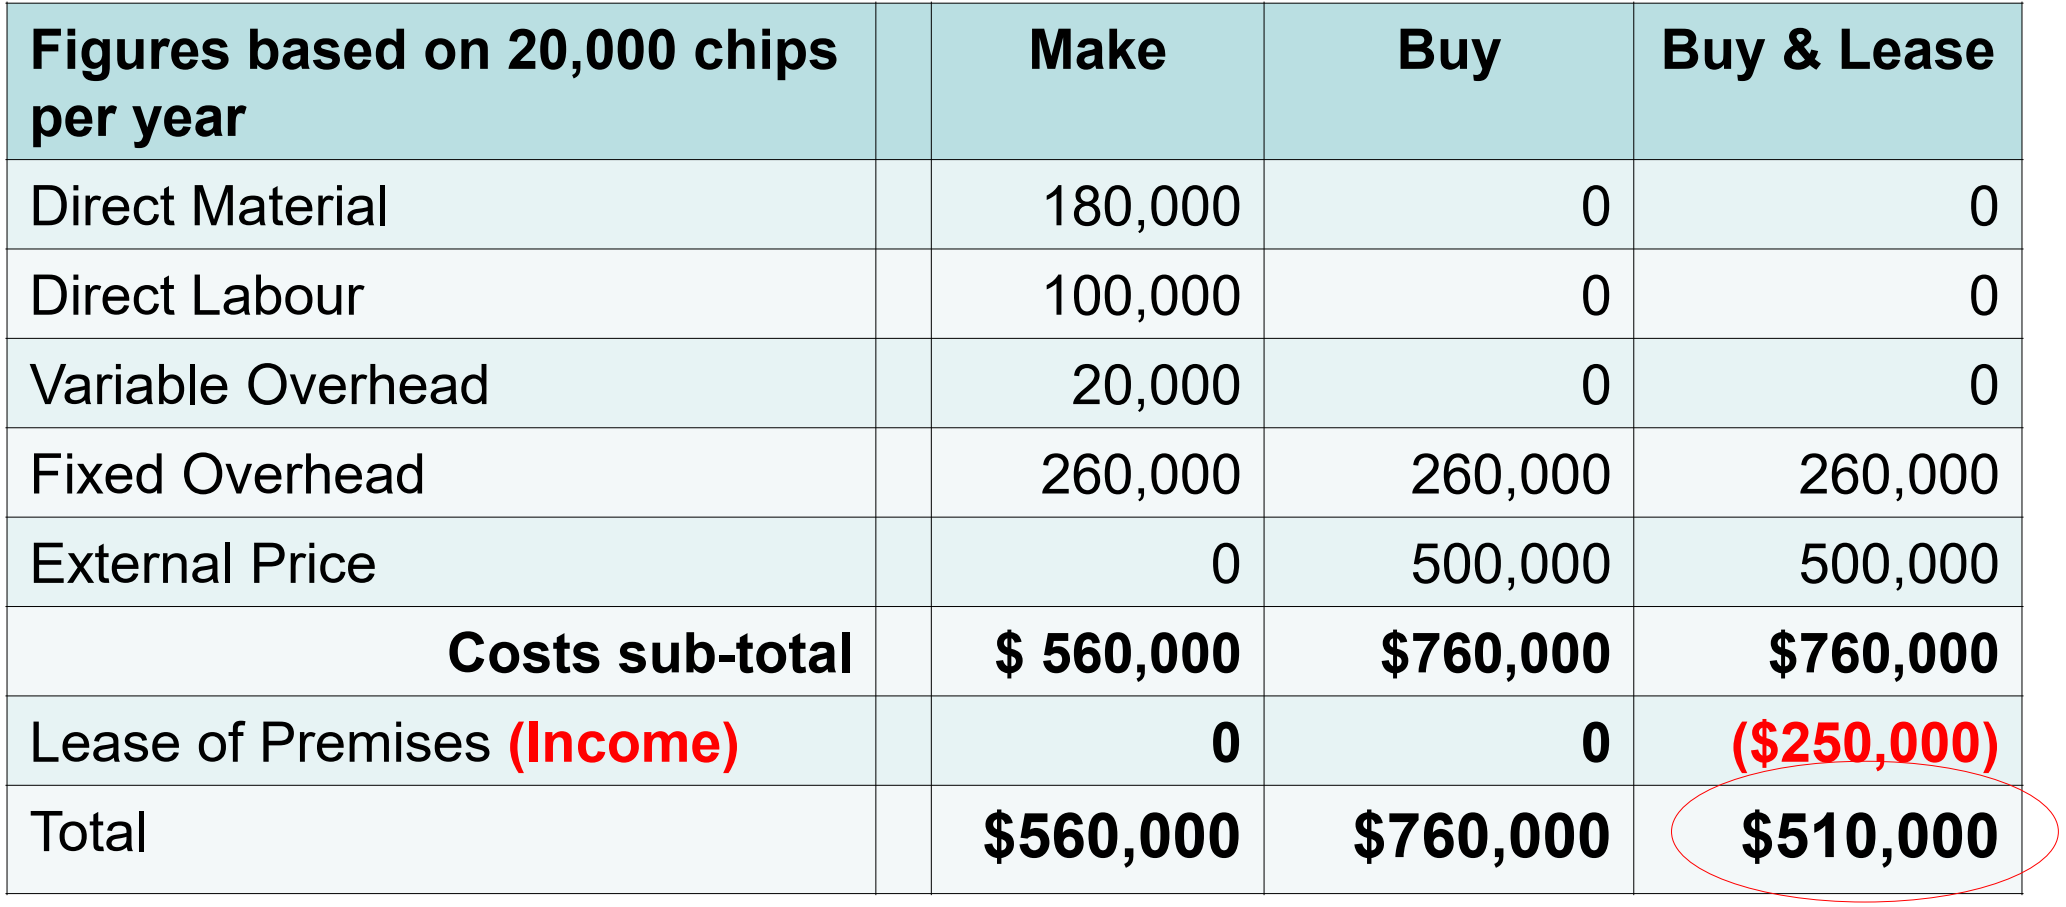 Figures based on 20,000 chips per year Make Buy Buy & Lease
Direct Material 180,000 0 0
Direct Labour 100,000 0 0
Variable Overhead 20,000 0 0
Fixed Overhead 260,000 260,000 260,000
External Price 0 500,000 500,000
Costs sub-total $ 560,000 $760,000 $760,000
Lease of Premises (Income) 0 0 ($250,000)
Total $560,000 $760,000 $510,000